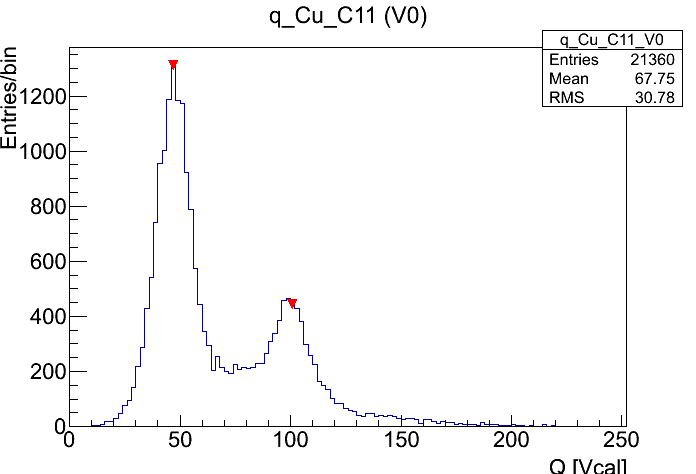 q_Cu_C11 (V0)
q_Cu_C11_V0
Entries 21360
Mean 67.75
RMS 30.78
Entries/bin
1200
1000
800
600
400
200
0
0 50 100 150 200 250
Q [Vcal]